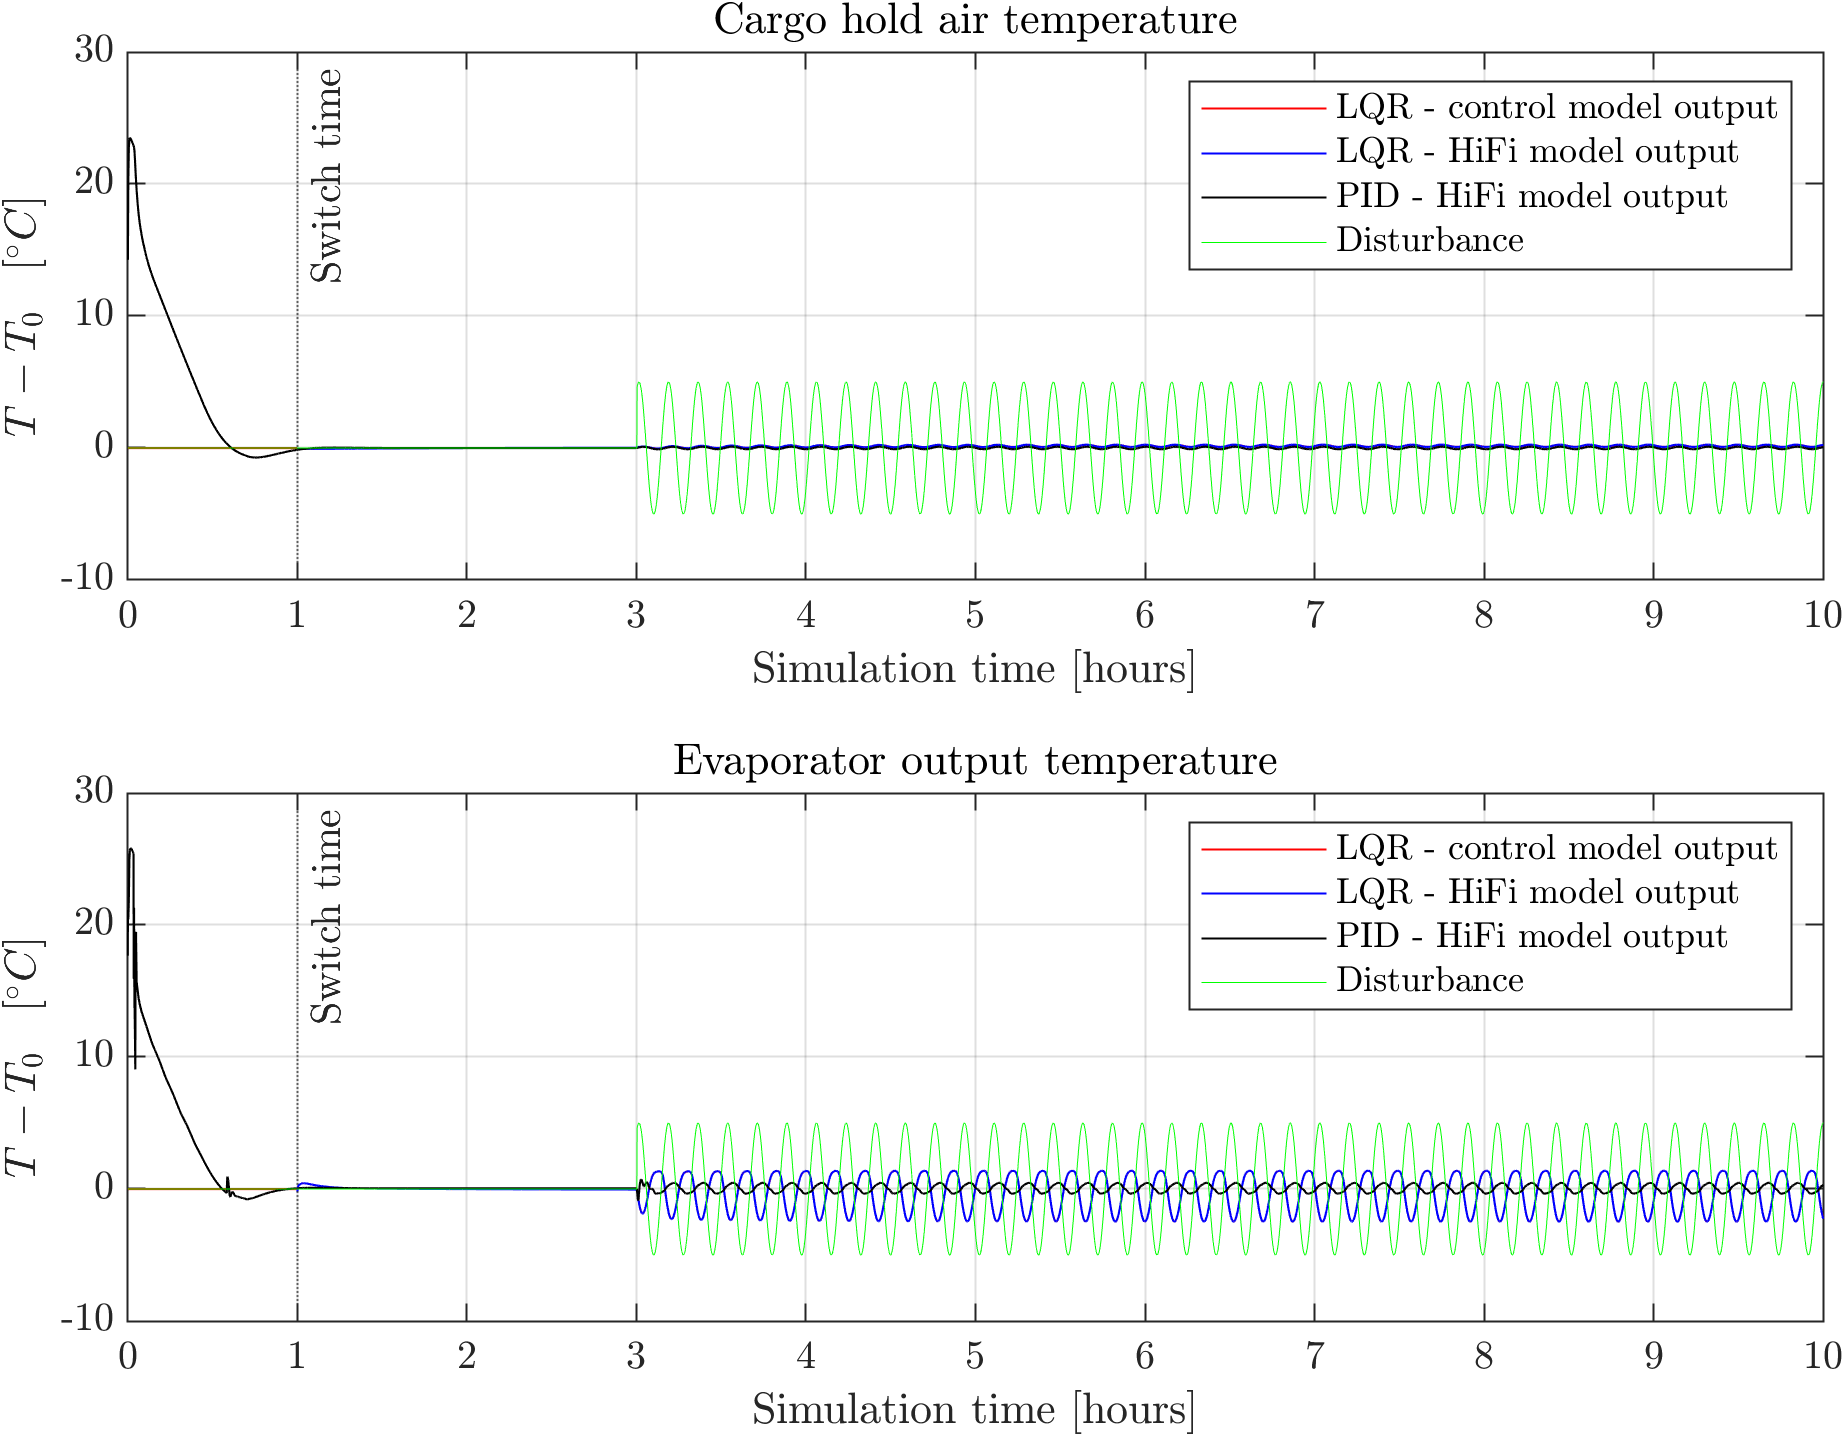 Cargo hold air temperature
30
20
10
0
-10
T − T₀ [°C]
Switch time
LQR - control model output
LQR - HiFi model output
PID - HiFi model output
Disturbance
0 1 2 3 4 5 6 7 8 9 10
Simulation time [hours]
Evaporator output temperature
30
20
10
0
-10
T − T₀ [°C]
Switch time
LQR - control model output
LQR - HiFi model output
PID - HiFi model output
Disturbance
0 1 2 3 4 5 6 7 8 9 10
Simulation time [hours]